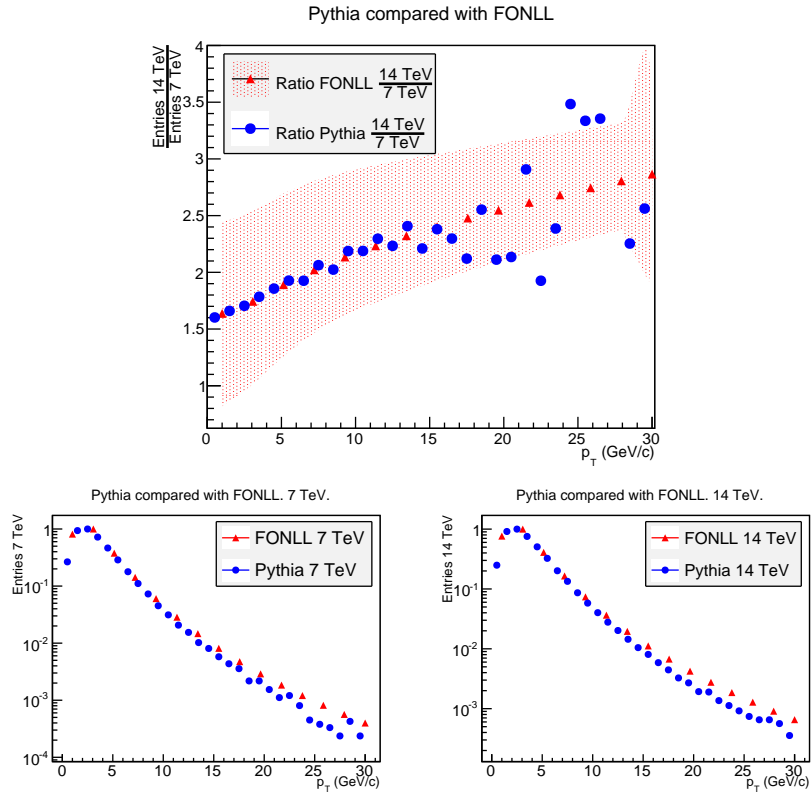 Pythia compared with FONLL
Entries 14 TeV
Entries 7 TeV
4
3.5
3
2.5
2
1.5
1
Ratio FONLL 14 TeV
7 TeV
Ratio Pythia 14 TeV
7 TeV
0 5 10 15 20 25 30
p_T (GeV/c)
Pythia compared with FONLL. 7 TeV.
Entries 7 TeV
1
10^-1
10^-2
10^-3
10^-4
FONLL 7 TeV
Pythia 7 TeV
0 5 10 15 20 25 30
p_T (GeV/c)
Pythia compared with FONLL. 14 TeV.
Entries 14 TeV
1
10^-1
10^-2
10^-3
FONLL 14 TeV
Pythia 14 TeV
0 5 10 15 20 25 30
p_T (GeV/c)